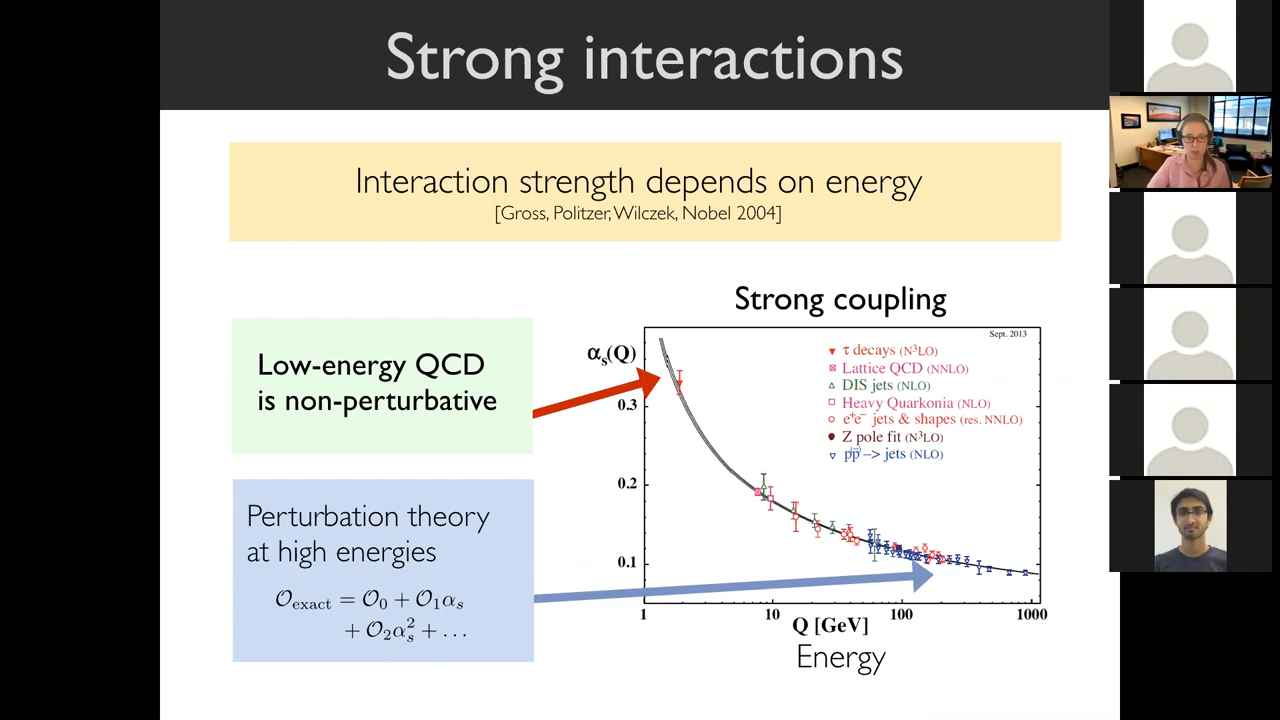 Strong interactions
Interaction strength depends on energy
[Gross, Politzer, Wilczek, Nobel 2004]
Low-energy QCD
is non-perturbative
Perturbation theory
at high energies
𝒪exact = 𝒪₀ + 𝒪₁αₛ
+ 𝒪₂αₛ² + …
Strong coupling
Sept. 2013
αₛ(Q)
τ decays (N³LO)
Lattice QCD (NNLO)
DIS jets (NLO)
Heavy Quarkonia (NLO)
e⁺e⁻ jets & shapes (res. NNLO)
Z pole fit (N³LO)
pp̄ –> jets (NLO)
0.3
0.2
0.1
1 10 100 1000
Q [GeV]
Energy